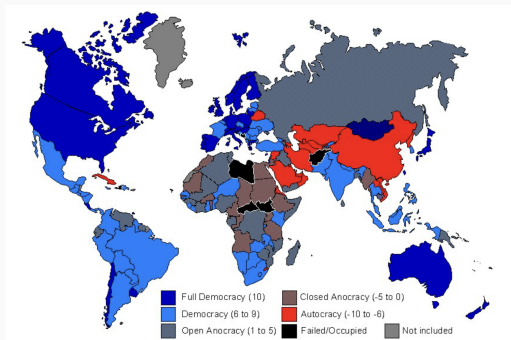 Full Democracy (10)
Closed Anocracy (-5 to 0)
Democracy (6 to 9)
Autocracy (-10 to -6)
Open Anocracy (1 to 5)
Failed/Occupied
Not included